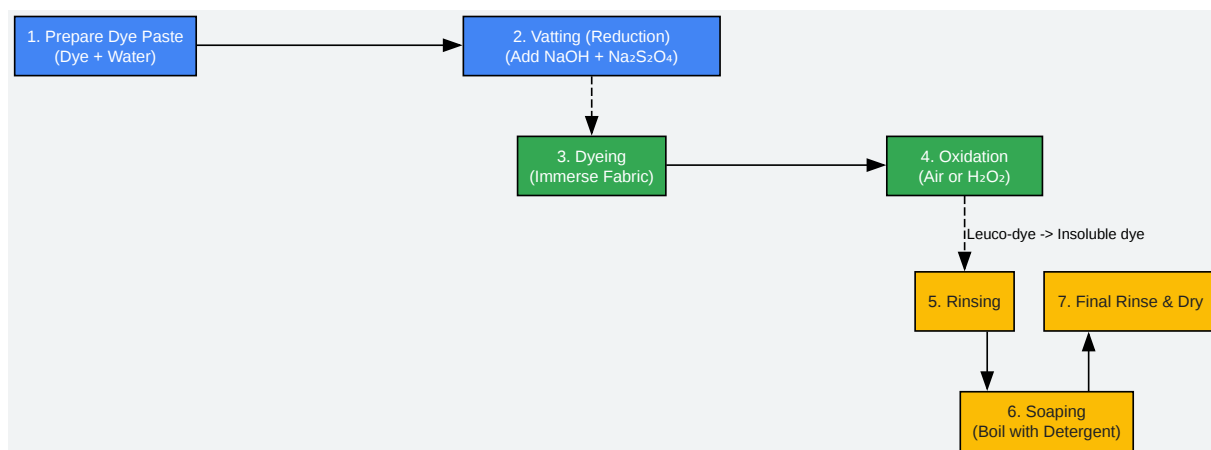 1. Prepare Dye Paste
(Dye + Water)
2. Vatting (Reduction)
(Add NaOH + Na₂S₂O₄)
3. Dyeing
(Immerse Fabric)
4. Oxidation
(Air or H₂O₂)
Leuco-dye -> Insoluble dye
5. Rinsing
7. Final Rinse & Dry
6. Soaping
(Boil with Detergent)